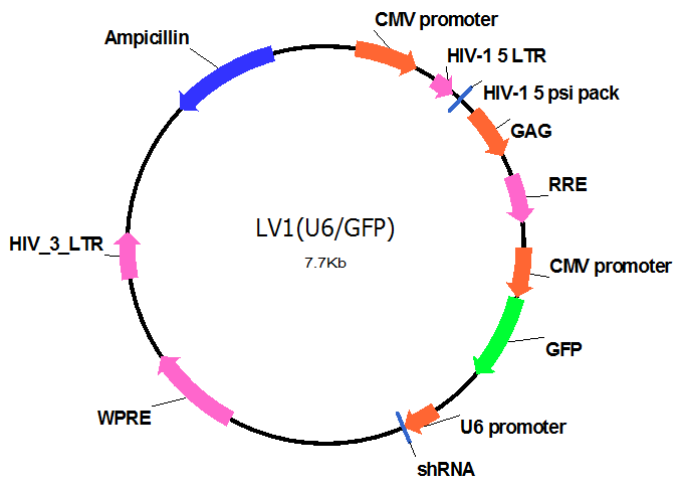 CMV promoter
Ampicillin
HIV-1 5 LTR
HIV-1 5 psi pack
GAG
RRE
LV1(U6/GFP)
7.7Kb
HIV_3_LTR
CMV promoter
GFP
WPRE
U6 promoter
shRNA